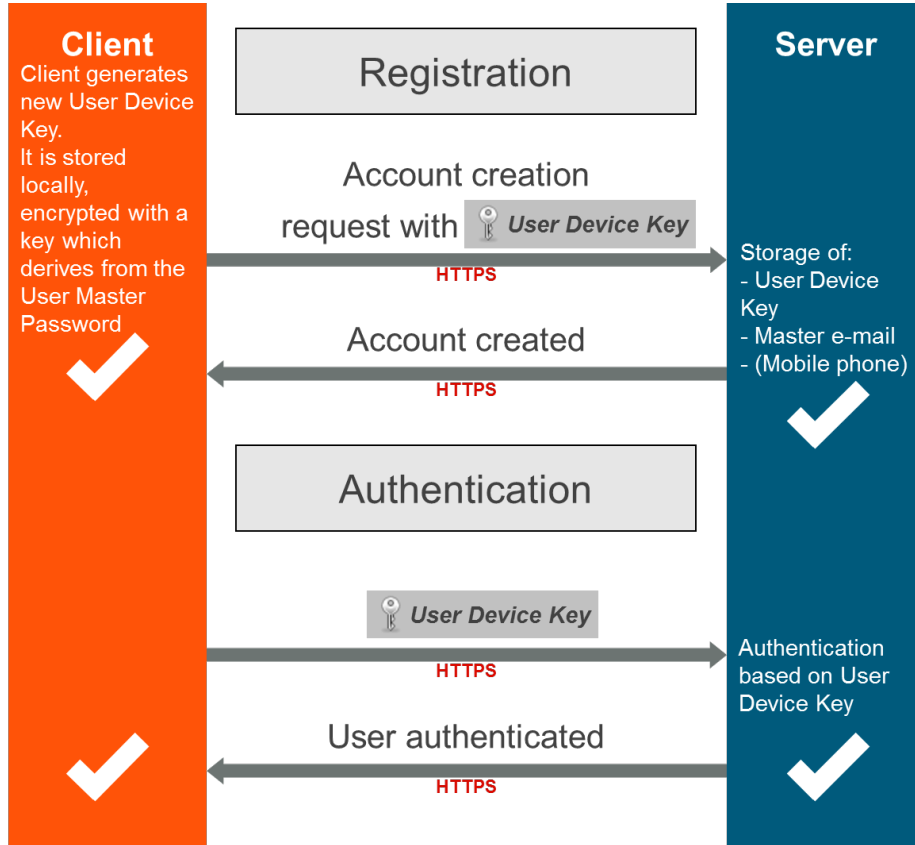 Client
Client generates
new User Device
Key.
It is stored
locally,
encrypted with a
key which
derives from the
User Master
Password
Registration
Account creation
request with User Device Key
HTTPS
Account created
HTTPS
Server
Storage of:
- User Device
Key
- Master e-mail
- (Mobile phone)
Authentication
User Device Key
HTTPS
Authentication
based on User
Device Key
User authenticated
HTTPS